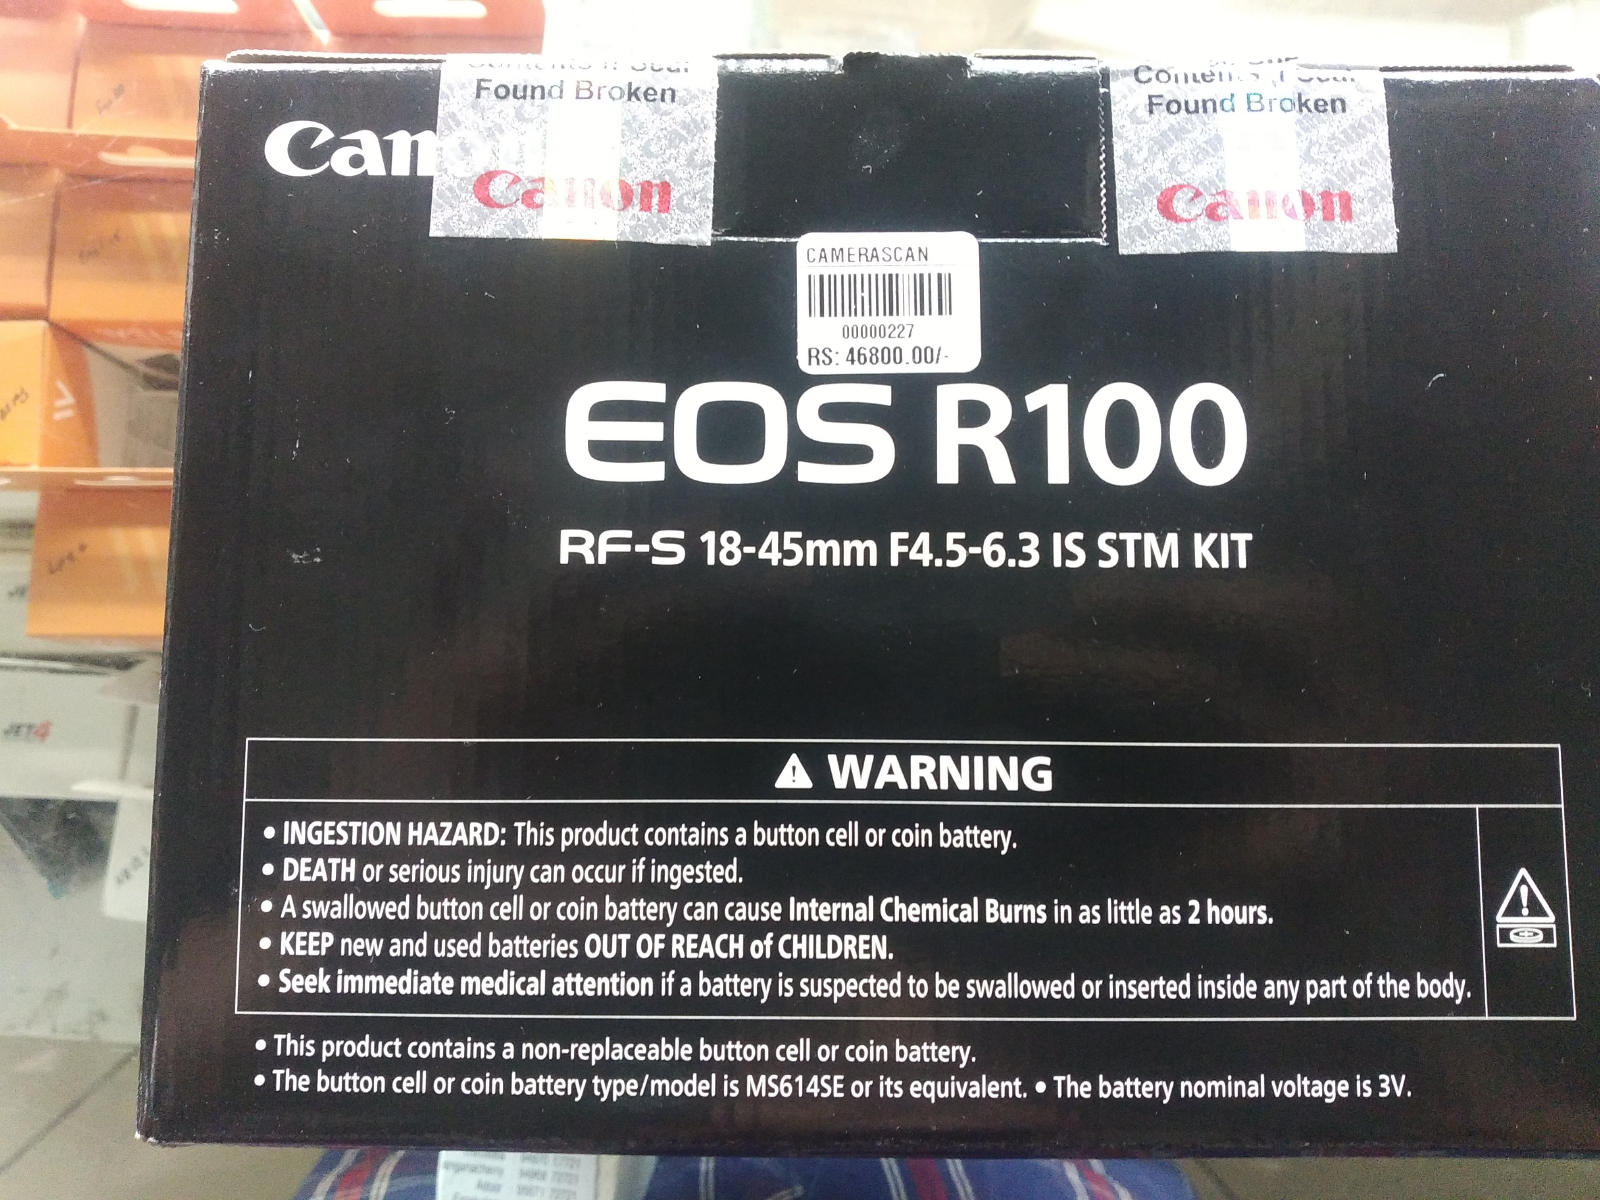 Found Broken
Canon
Found Broken
Canon
Can
CAMERASCAN
00000227
RS: 46800.00/-
EOS R100
RF-S 18-45mm F4.5-6.3 IS STM KIT
⚠ WARNING
• INGESTION HAZARD: This product contains a button cell or coin battery.
• DEATH or serious injury can occur if ingested.
• A swallowed button cell or coin battery can cause Internal Chemical Burns in as little as 2 hours.
• KEEP new and used batteries OUT OF REACH of CHILDREN.
• Seek immediate medical attention if a battery is suspected to be swallowed or inserted inside any part of the body.
• This product contains a non-replaceable button cell or coin battery.
• The button cell or coin battery type/model is MS614SE or its equivalent. • The battery nominal voltage is 3V.
JET4